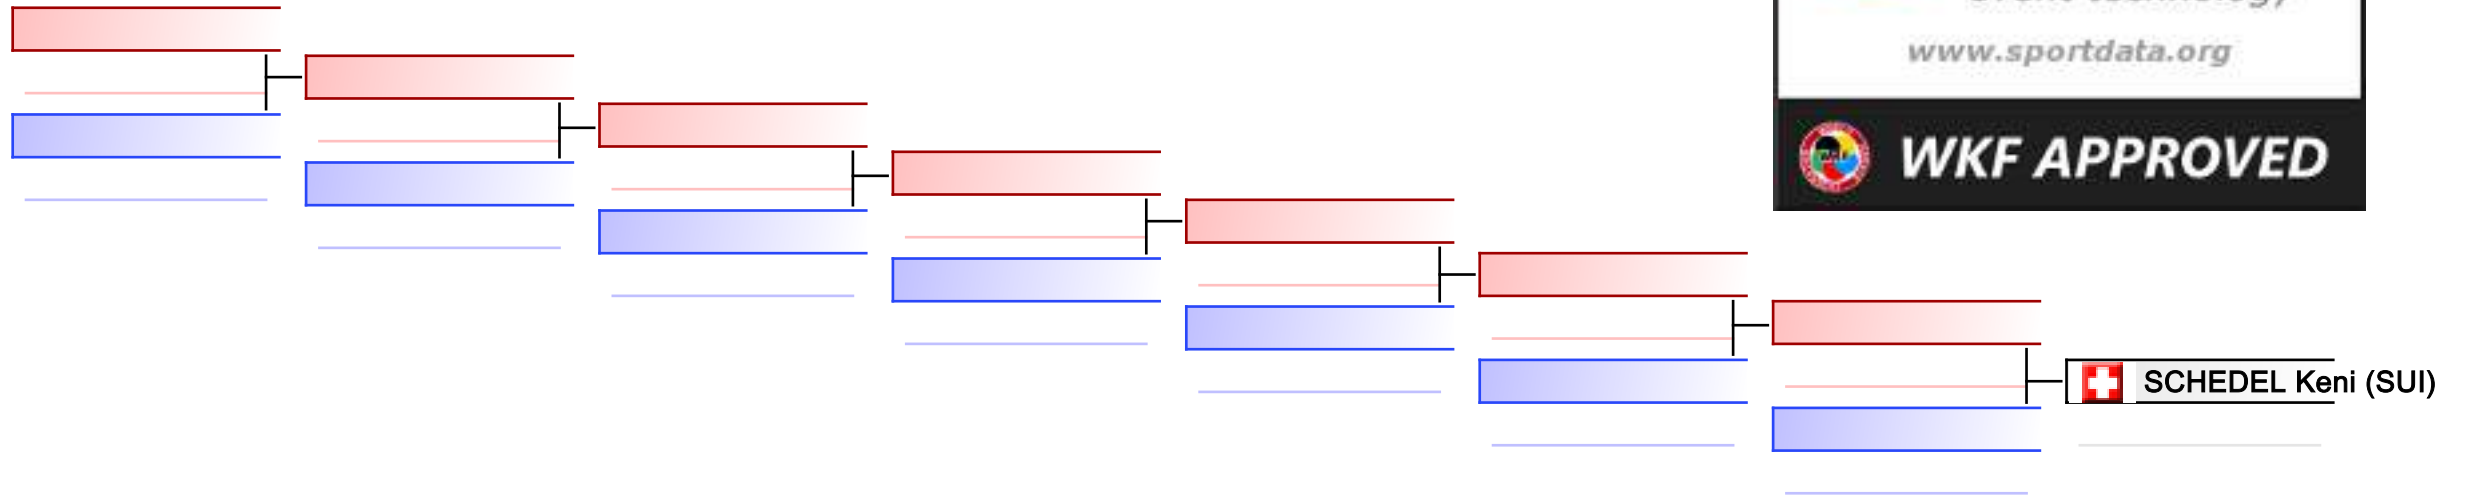 www.sportdata.org
WKF APPROVED
SCHEDEL Keni (SUI)